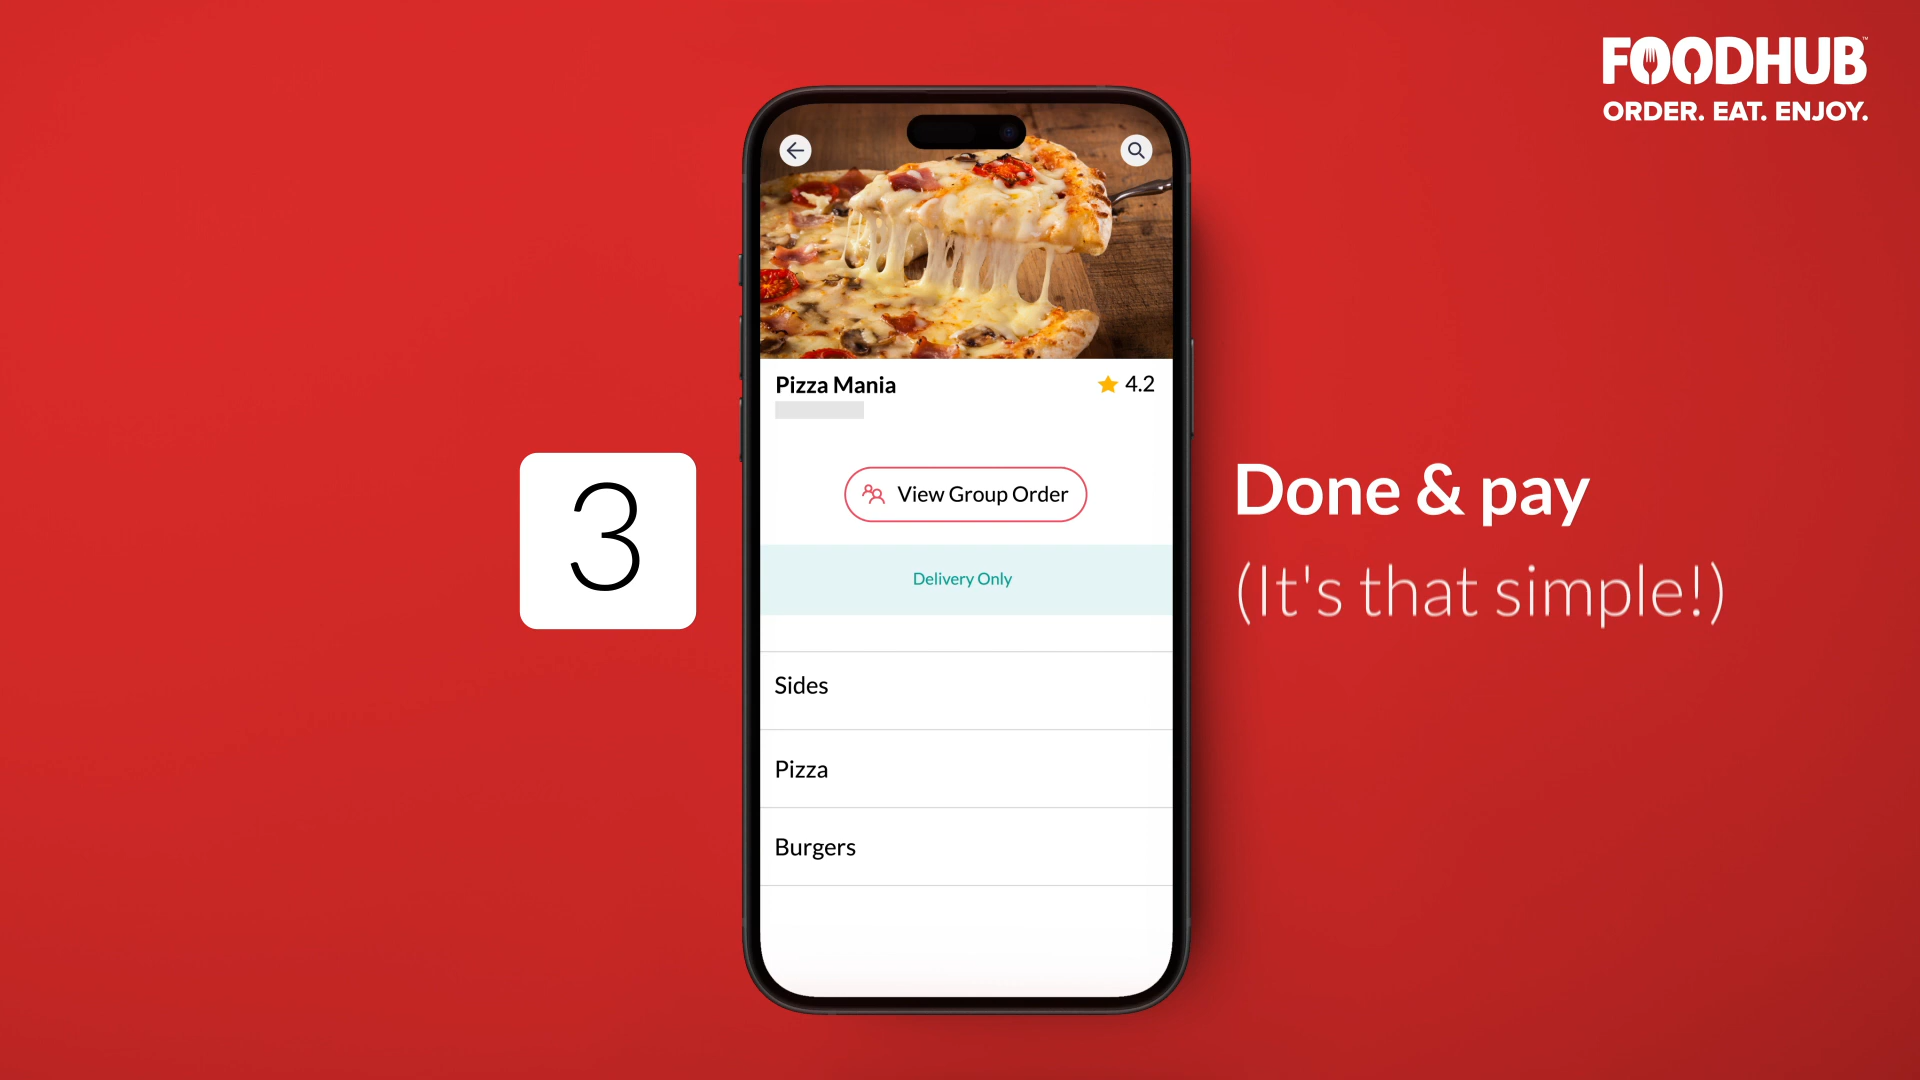 FOODHUB™
ORDER. EAT. ENJOY.
3
Pizza Mania
4.2
View Group Order
Delivery Only
Sides
Pizza
Burgers
Done & pay
(It's that simple!)